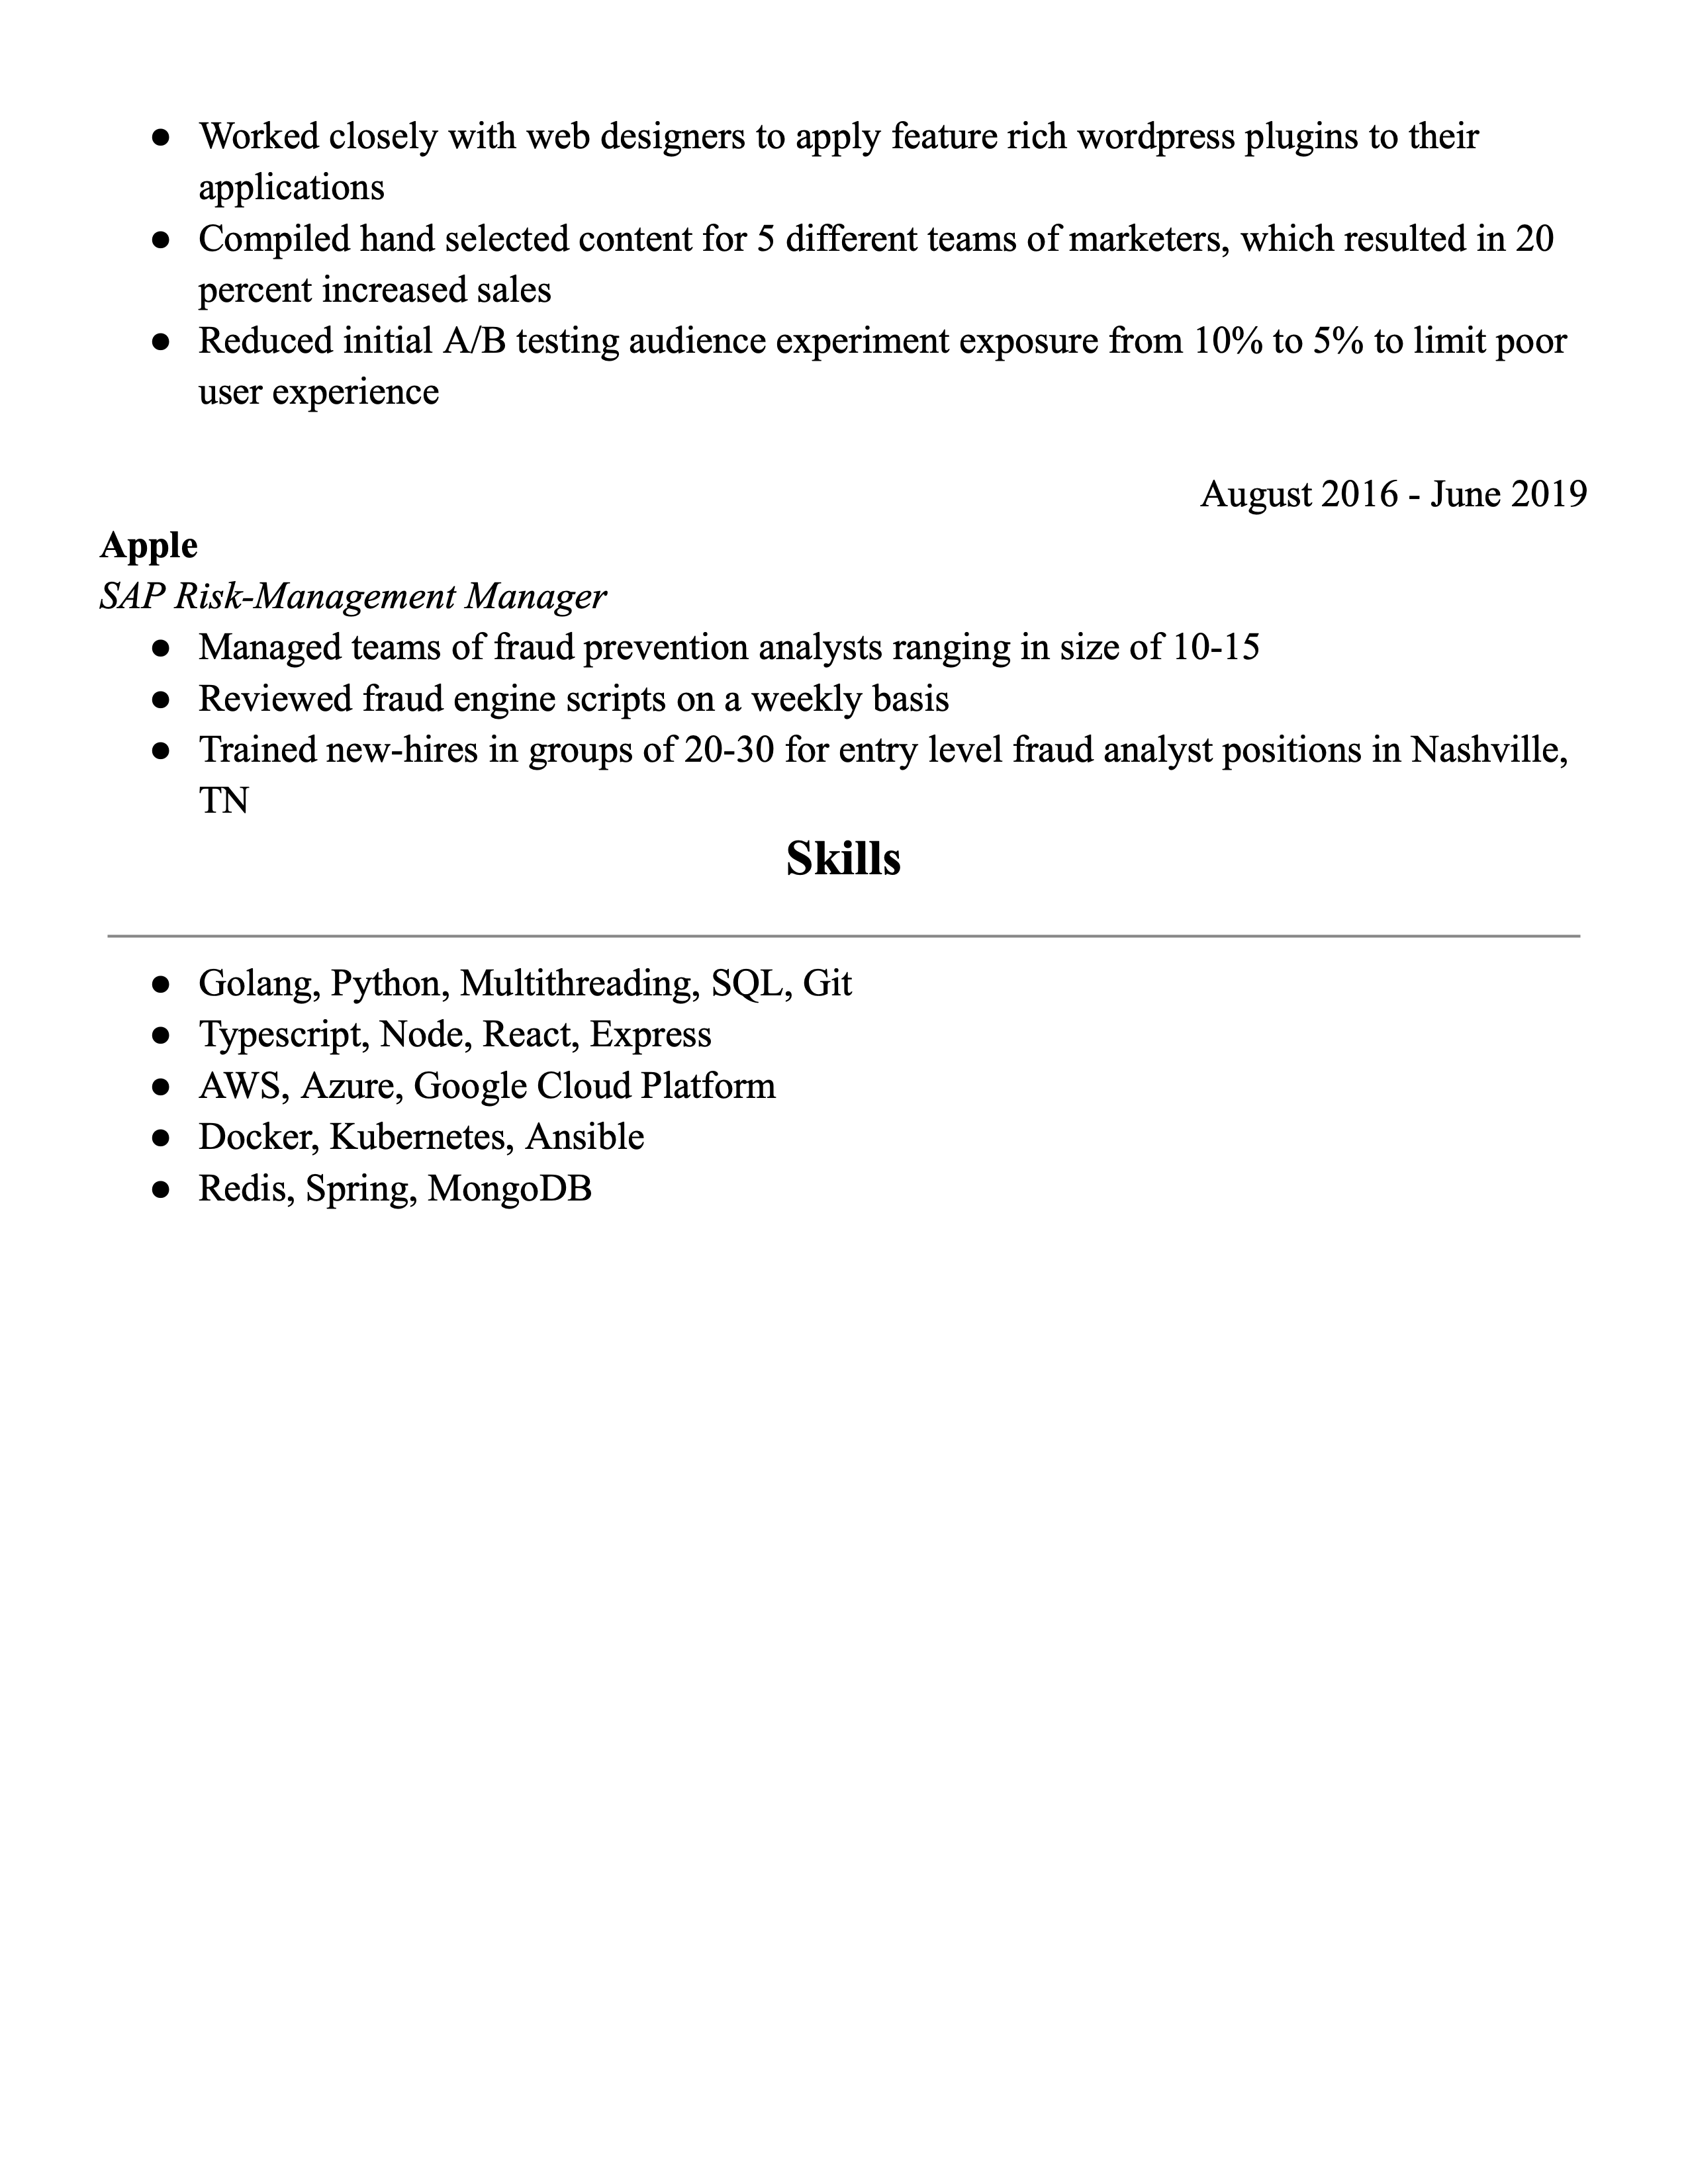 ● Worked closely with web designers to apply feature rich wordpress plugins to their
applications
● Compiled hand selected content for 5 different teams of marketers, which resulted in 20
percent increased sales
● Reduced initial A/B testing audience experiment exposure from 10% to 5% to limit poor
user experience
August 2016 - June 2019
Apple
SAP Risk-Management Manager
● Managed teams of fraud prevention analysts ranging in size of 10-15
● Reviewed fraud engine scripts on a weekly basis
● Trained new-hires in groups of 20-30 for entry level fraud analyst positions in Nashville,
TN
Skills
● Golang, Python, Multithreading, SQL, Git
● Typescript, Node, React, Express
● AWS, Azure, Google Cloud Platform
● Docker, Kubernetes, Ansible
● Redis, Spring, MongoDB